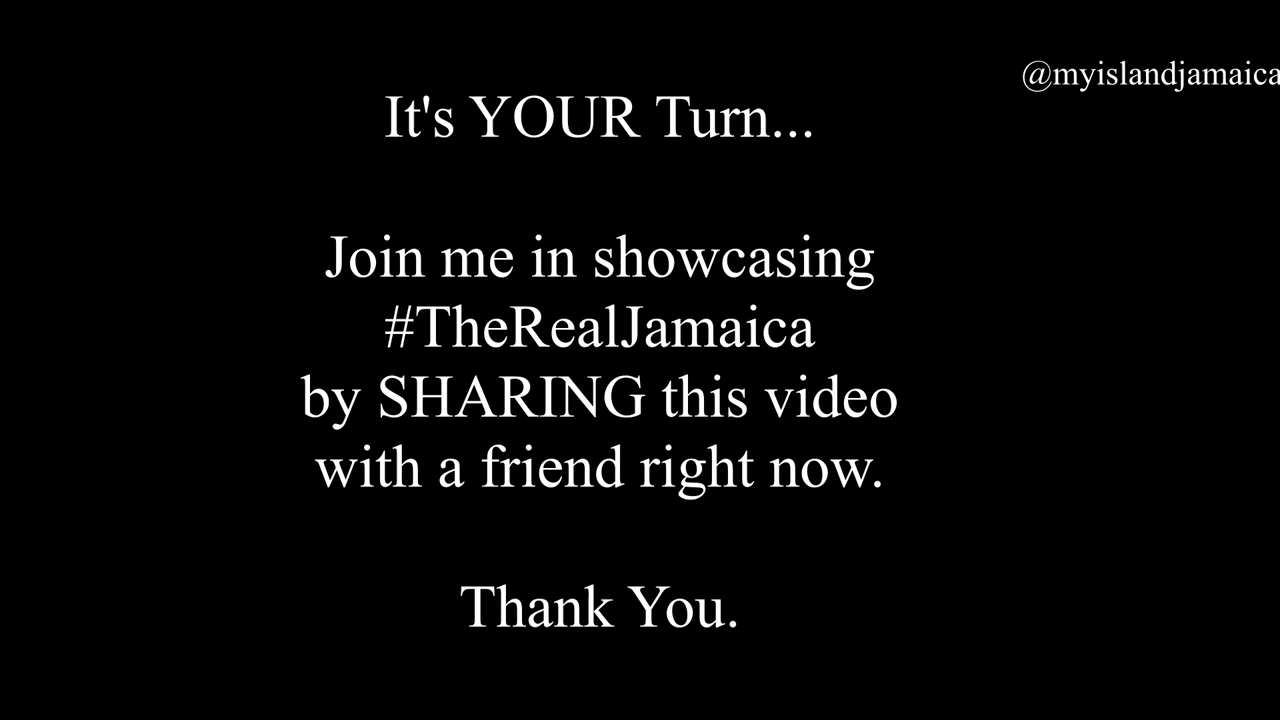 @myislandjamaica
It's YOUR Turn...
Join me in showcasing
#TheRealJamaica
by SHARING this video
with a friend right now.
Thank You.